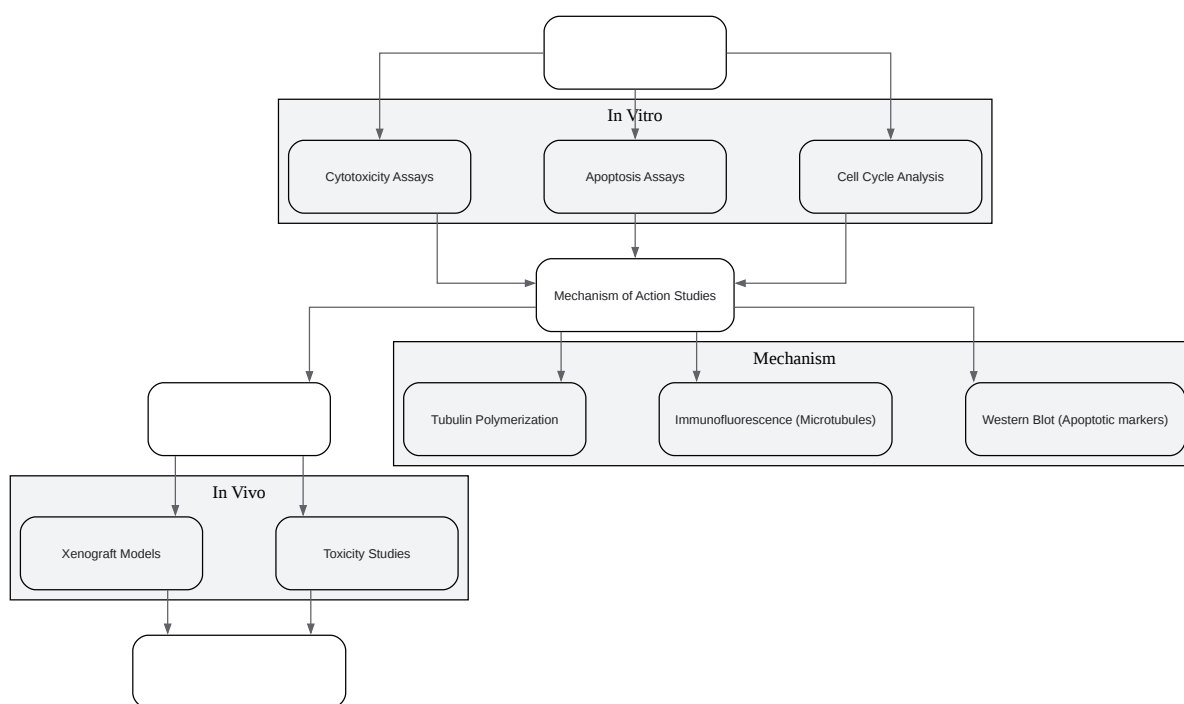 In Vitro
Cytotoxicity Assays
Apoptosis Assays
Cell Cycle Analysis
Mechanism of Action Studies
Mechanism
Tubulin Polymerization
Immunofluorescence (Microtubules)
Western Blot (Apoptotic markers)
In Vivo
Xenograft Models
Toxicity Studies